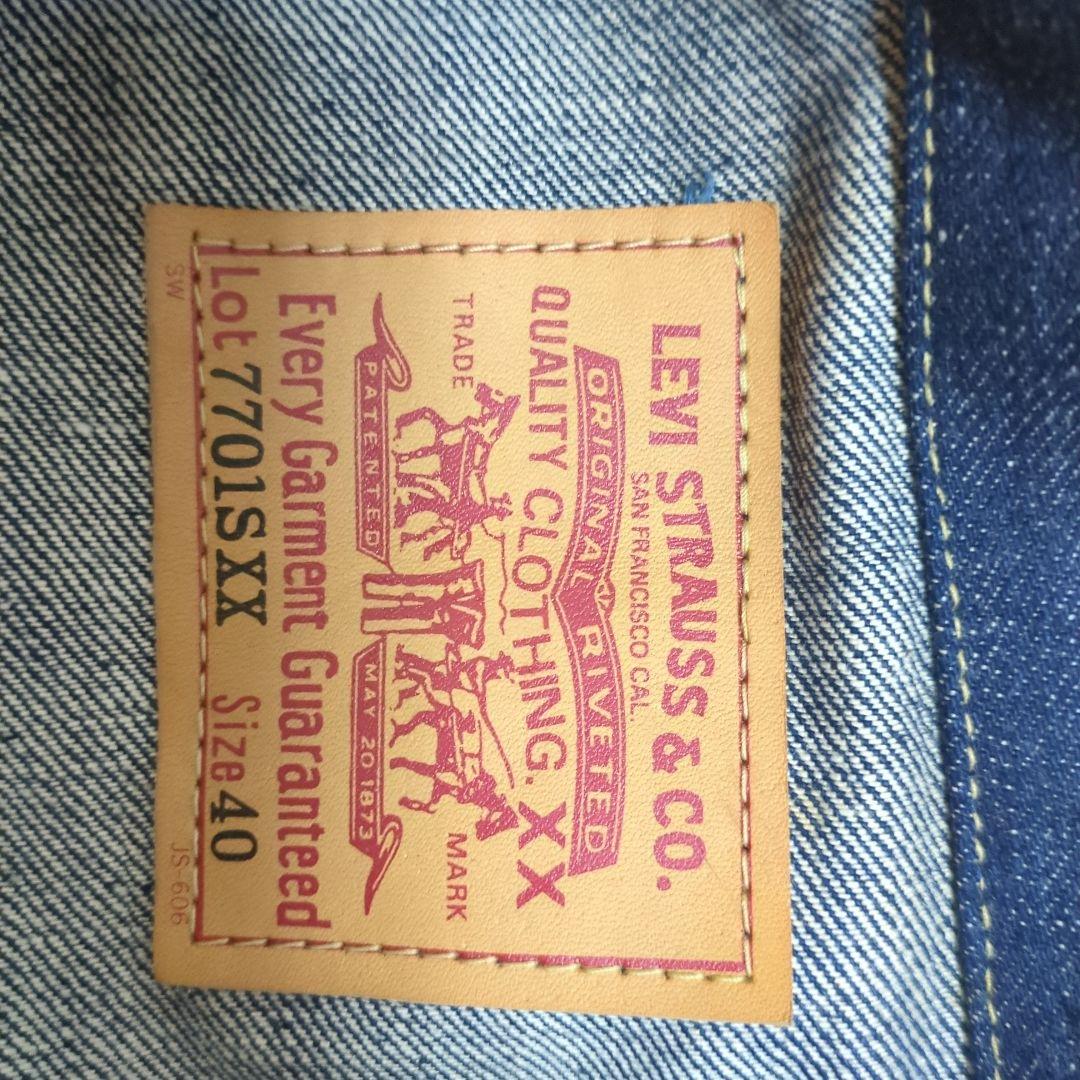 LEVI STRAUSS & CO.
SAN FRANCISCO CAL.
ORIGINAL RIVETED
QUALITY CLOTHING. XX
TRADE MARK
PATENTED MAY 20 1873
Every Garment Guaranteed
Lot 7701SXX Size 40
SW JS-606